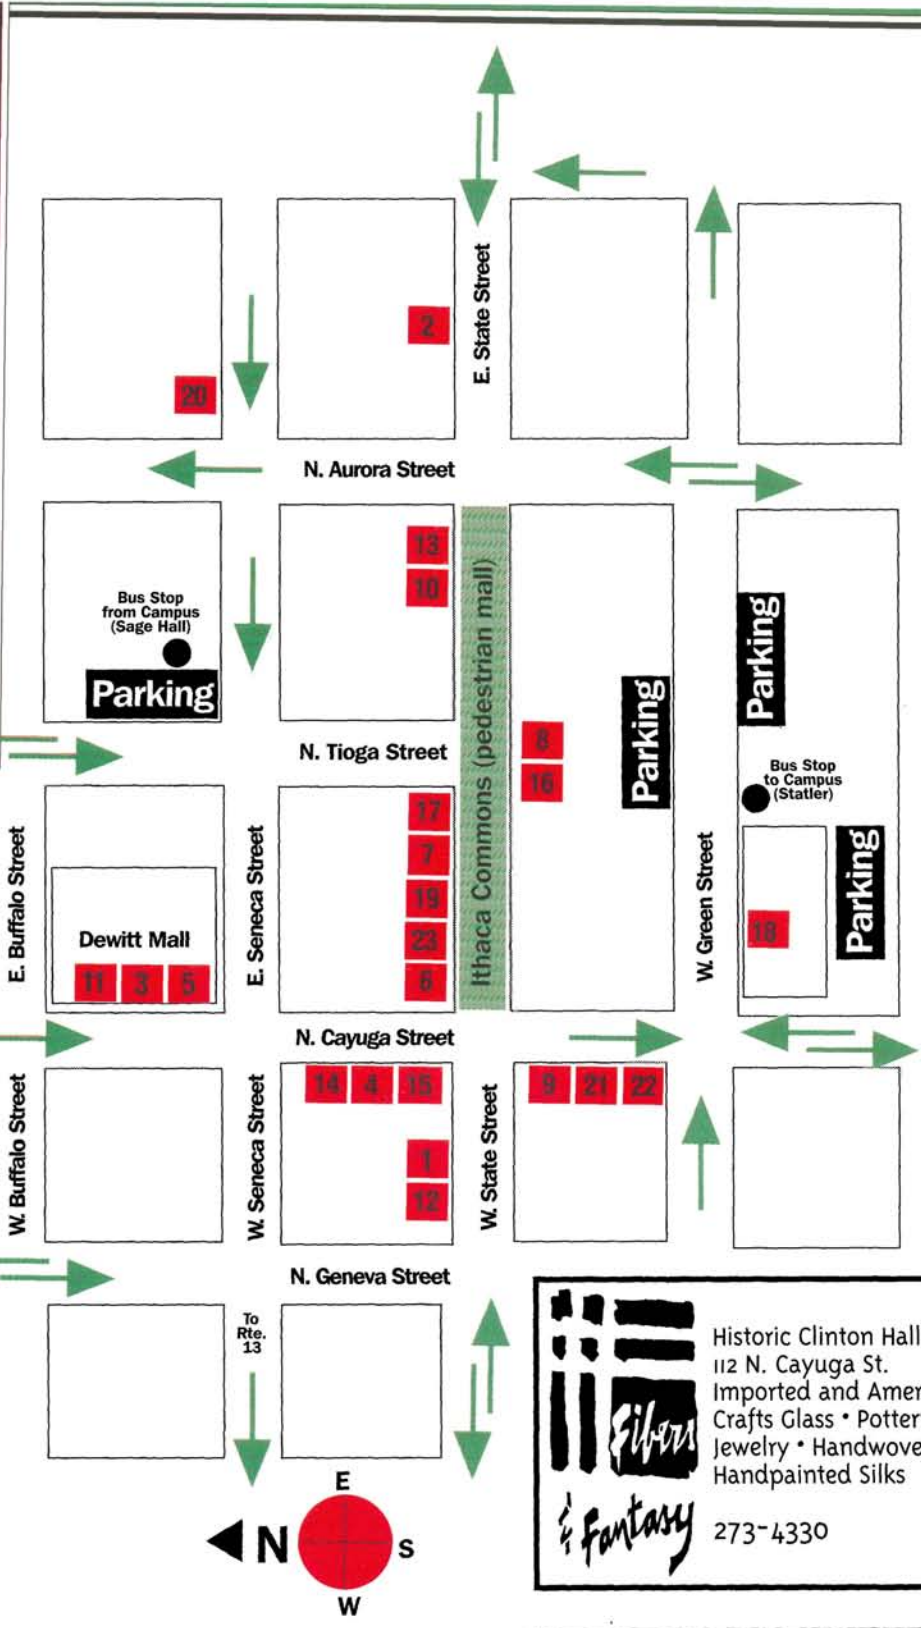 E. State Street
2
20
N. Aurora Street
13
10
Ithaca Commons (pedestrian mall)
Bus Stop
from Campus
(Sage Hall)
Parking
Parking
Parking
8
16
N. Tioga Street
Bus Stop
to Campus
(Statler)
E. Buffalo Street
Dewitt Mall
11 3 5
E. Seneca Street
17
7
19
23
6
W. Green Street
18
Parking
N. Cayuga Street
W. Buffalo Street
W. Seneca Street
14 4 15
1
12
W. State Street
9 21 22
N. Geneva Street
To
Rte.
13
E
N
S
W
Fibers
& Fantasy
Historic Clinton Hall
112 N. Cayuga St.
Imported and Amer
Crafts Glass • Potter
Jewelry • Handwove
Handpainted Silks
273-4330